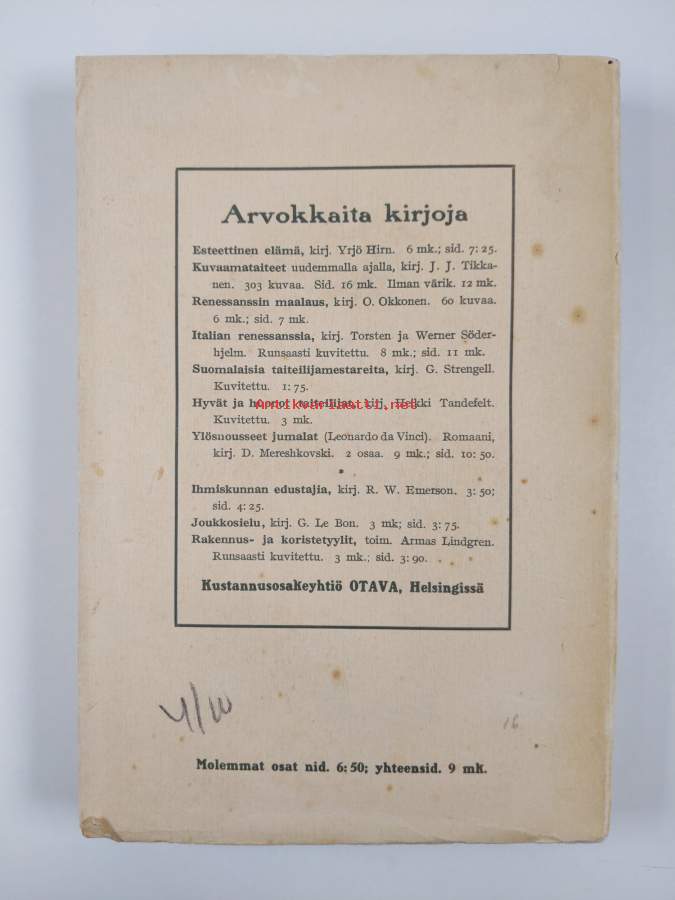 Arvokkaita kirjoja
Esteettinen elämä, kirj. Yrjö Hirn. 6 mk.; sid. 7: 25.
Kuvaamataiteet uudemmalla ajalla, kirj. J. J. Tikka-
nen. 303 kuvaa. Sid. 16 mk. Ilman värik. 12 mk.
Renessanssin maalaus, kirj. O. Okkonen. 60 kuvaa.
6 mk.; sid. 7 mk.
Italian renessanssia, kirj. Torsten ja Werner Söder-
hjelm. Runsaasti kuvitettu. 8 mk.; sid. 11 mk.
Suomalaisia taiteilijamestareita, kirj. G. Strengell.
Kuvitettu. 1: 75.
Hyvät ja huonot taiteilijat, kirj. Heikki Tandefelt.
Antikvariaatti.net
Kuvitettu. 3 mk.
Ylösnousseet jumalat (Leonardo da Vinci). Romaani,
kirj. D. Mereshkovski. 2 osaa. 9 mk.; sid. 10: 50.
*
Ihmiskunnan edustajia, kirj. R. W. Emerson. 3: 50;
sid. 4: 25.
Joukkosielu, kirj. G. Le Bon. 3 mk; sid. 3: 75.
Rakennus- ja koristetyylit, toim. Armas Lindgren.
Runsaasti kuvitettu. 3 mk.; sid. 3: 90.
Kustannusosakeyhtiö OTAVA, Helsingissä
16
Molemmat osat nid. 6: 50; yhteensid. 9 mk.